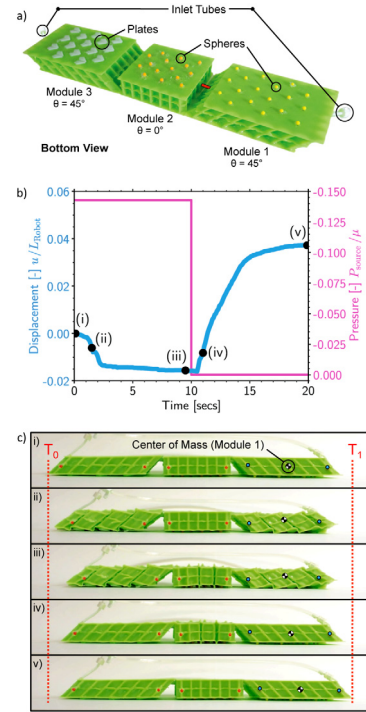 a)
Inlet Tubes
Plates
Spheres
Module 3
θ = 45°
Module 2
θ = 0°
Module 1
θ = 45°
Bottom View
b)
Displacement [-] u/L_Robot
0.06
0.04
0.02
0.00
-0.02
Pressure [-] P_source/μ
-0.150
-0.125
-0.100
-0.075
-0.050
-0.025
0.000
(i)
(ii)
(iii)
(iv)
(v)
0
5
10
15
20
Time [secs]
c)
T_0
T_1
i)
Center of Mass (Module 1)
ii)
iii)
iv)
v)